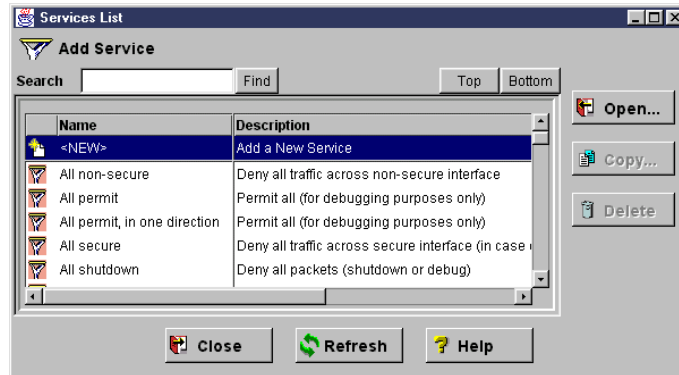 Services List
Add Service
Search Find Top Bottom
Name Description
<NEW> Add a New Service
All non-secure Deny all traffic across non-secure interface
All permit Permit all (for debugging purposes only)
All permit, in one direction Permit all (for debugging purposes only)
All secure Deny all traffic across secure interface (in case
All shutdown Deny all packets (shutdown or debug)
Open...
Copy...
Delete
Close Refresh Help